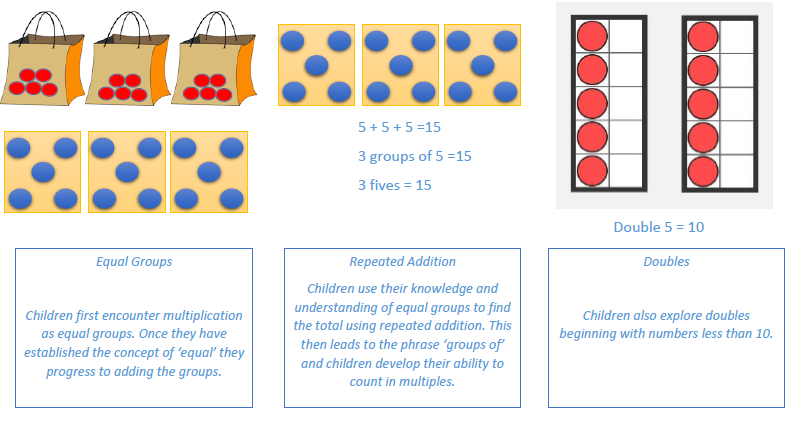 5 + 5 + 5 =15
3 groups of 5 =15
3 fives = 15
Double 5 = 10
Equal Groups
Children first encounter multiplication
as equal groups. Once they have
established the concept of ‘equal’ they
progress to adding the groups.
Repeated Addition
Children use their knowledge and
understanding of equal groups to find
the total using repeated addition. This
then leads to the phrase ‘groups of’
and children develop their ability to
count in multiples.
Doubles
Children also explore doubles
beginning with numbers less than 10.